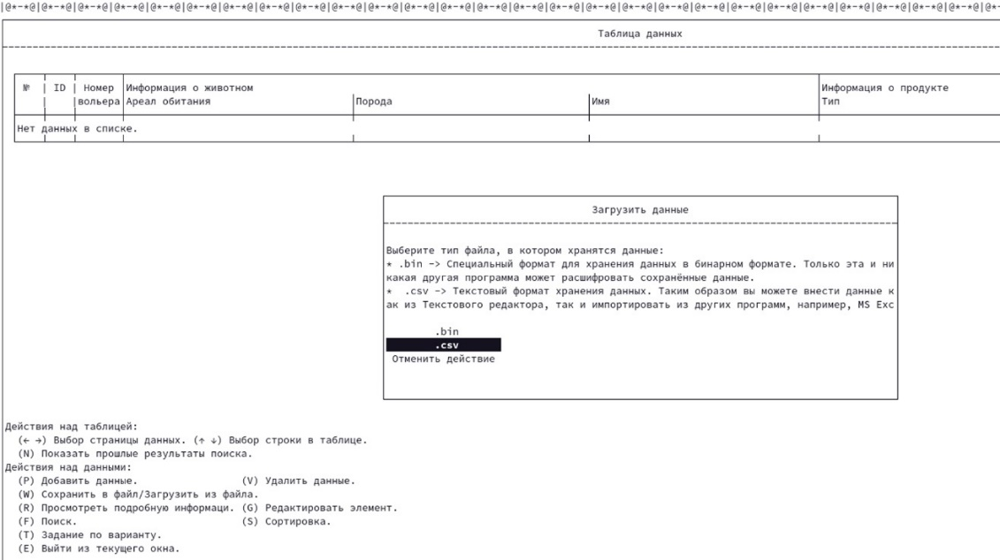 |@*-*@|@*-*@|@*-*@|@*-*@|@*-*@|@*-*@|@*-*@|@*-*@|@*-*@|@*-*@|@*-*@|@*-*@|@*-*@|@*-*@|@*-*@|@*-*@|@*-*@|@*-*@|@*-*@|@*-*@|@*-*@|@*-*@|@*-*@|@*-*@|@*-*@|@*-*@|@*-*@|@*-
Таблица данных
№ | ID | Номер Информация о животном Информация о продукте
вольера Ареал обитания Порода Имя Тип
Нет данных в списке.
Загрузить данные
Выберите тип файла, в котором хранятся данные:
* .bin -> Специальный формат для хранения данных в бинарном формате. Только эта и ни
какая другая программа может расшифровать сохранённые данные.
*  .csv -> Текстовый формат хранения данных. Таким образом вы можете внести данные к
ак из Текстового редактора, так и импортировать из других программ, например, MS Exc
.bin
.csv
Отменить действие
Действия над таблицей:
(← →) Выбор страницы данных. (↑ ↓) Выбор строки в таблице.
(N) Показать прошлые результаты поиска.
Действия над данными:
(P) Добавить данные. (V) Удалить данные.
(W) Сохранить в файл/Загрузить из файла.
(R) Просмотреть подробную информаци. (G) Редактировать элемент.
(F) Поиск. (S) Сортировка.
(T) Задание по варианту.
(E) Выйти из текущего окна.